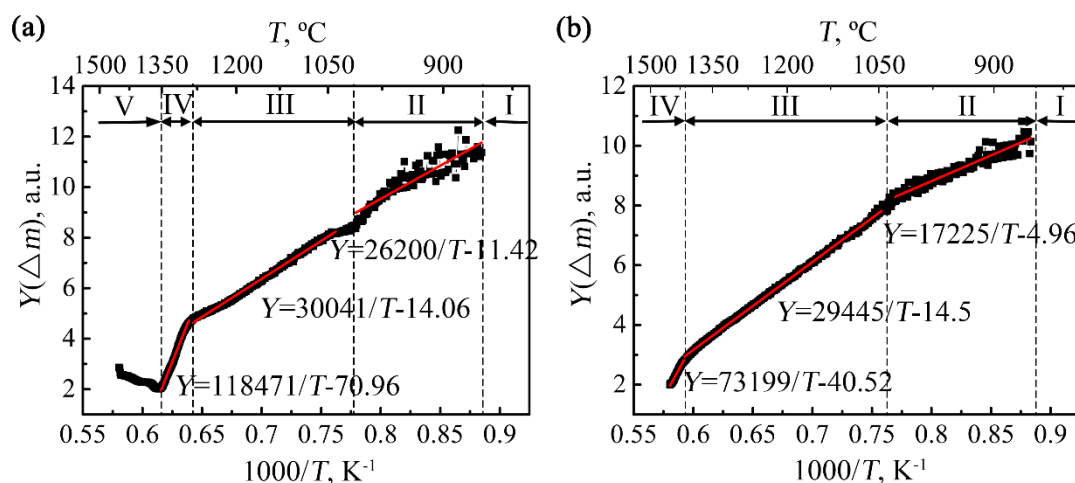 (a)
T, ºC
1500 1350 1200 1050 900
V IV III II I
14
12
10
8
6
4
2
Y(△m), a.u.
Y=26200/T-11.42
Y=30041/T-14.06
Y=118471/T-70.96
0.55 0.6 0.65 0.7 0.75 0.8 0.85 0.9
1000/T, K-1
(b)
T, ºC
1500 1350 1200 1050 900
IV III II I
12
10
8
6
4
2
Y(△m), a.u.
Y=17225/T-4.96
Y=29445/T-14.5
Y=73199/T-40.52
0.55 0.6 0.65 0.7 0.75 0.8 0.85 0.9
1000/T, K-1